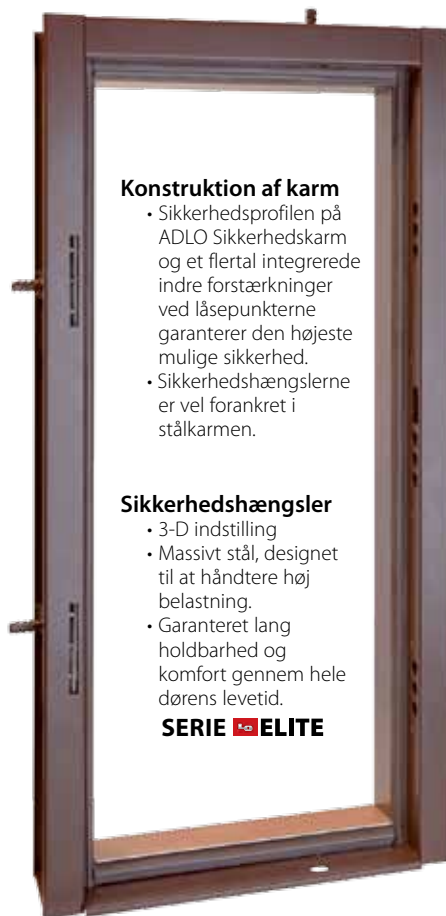 Konstruktion af karm
• Sikkerhedsprofilen på
ADLO Sikkerhedskarm
og et flertal integrerede
indre forstærkninger
ved låsepunkterne
garanterer den højeste
mulige sikkerhed.
• Sikkerhedshængslerne
er vel forankret i
stålkarmen.
Sikkerhedshængsler
• 3-D indstilling
• Massivt stål, designet
til at håndtere høj
belastning.
• Garanteret lang
holdbarhed og
komfort gennem hele
dørens levetid.
SERIE ELITE